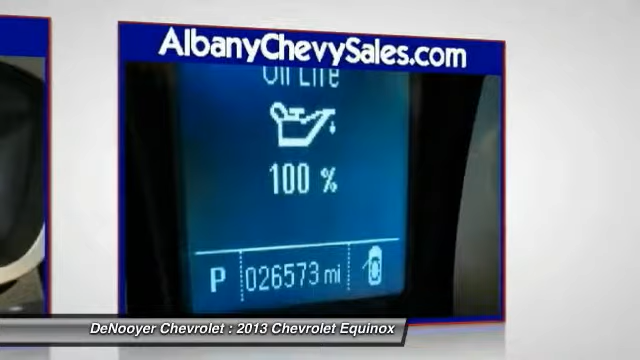 AlbanyChevySales.com
Oil Life
100 %
P 026573 mi
DeNooyer Chevrolet : 2013 Chevrolet Equinox